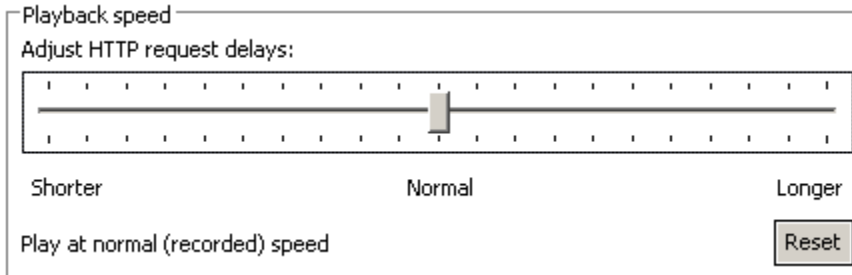 Playback speed
Adjust HTTP request delays:
Shorter Normal Longer
Play at normal (recorded) speed Reset